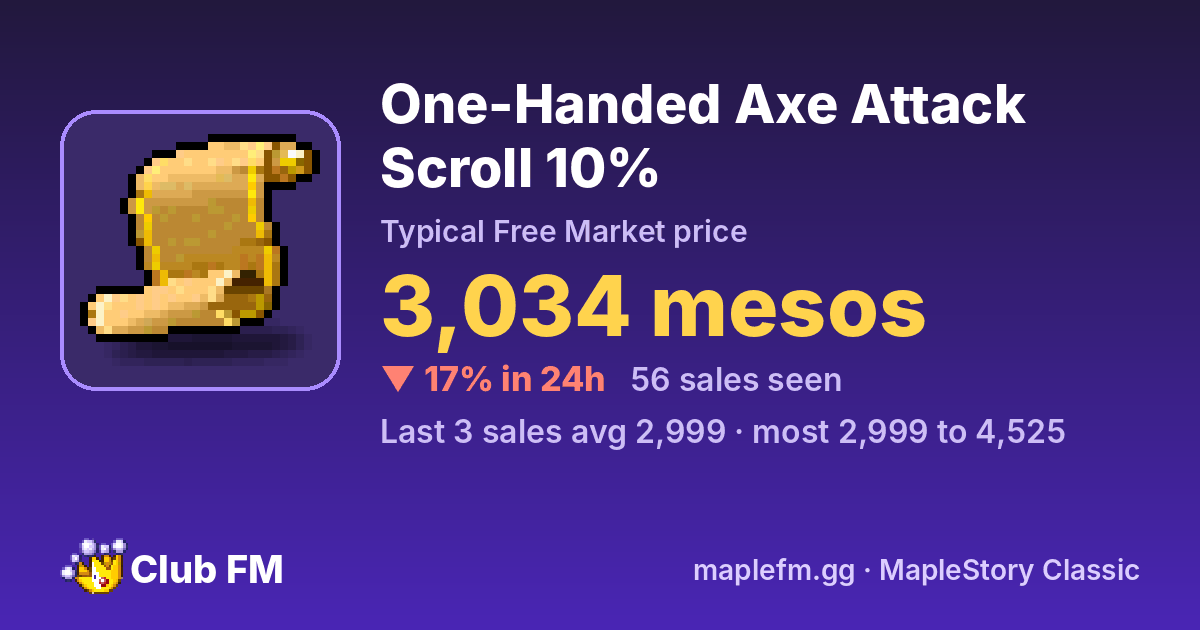 One-Handed Axe Attack
Scroll 10%
Typical Free Market price
3,034 mesos
▼ 17% in 24h 56 sales seen
Last 3 sales avg 2,999 · most 2,999 to 4,525
Club FM
maplefm.gg · MapleStory Classic